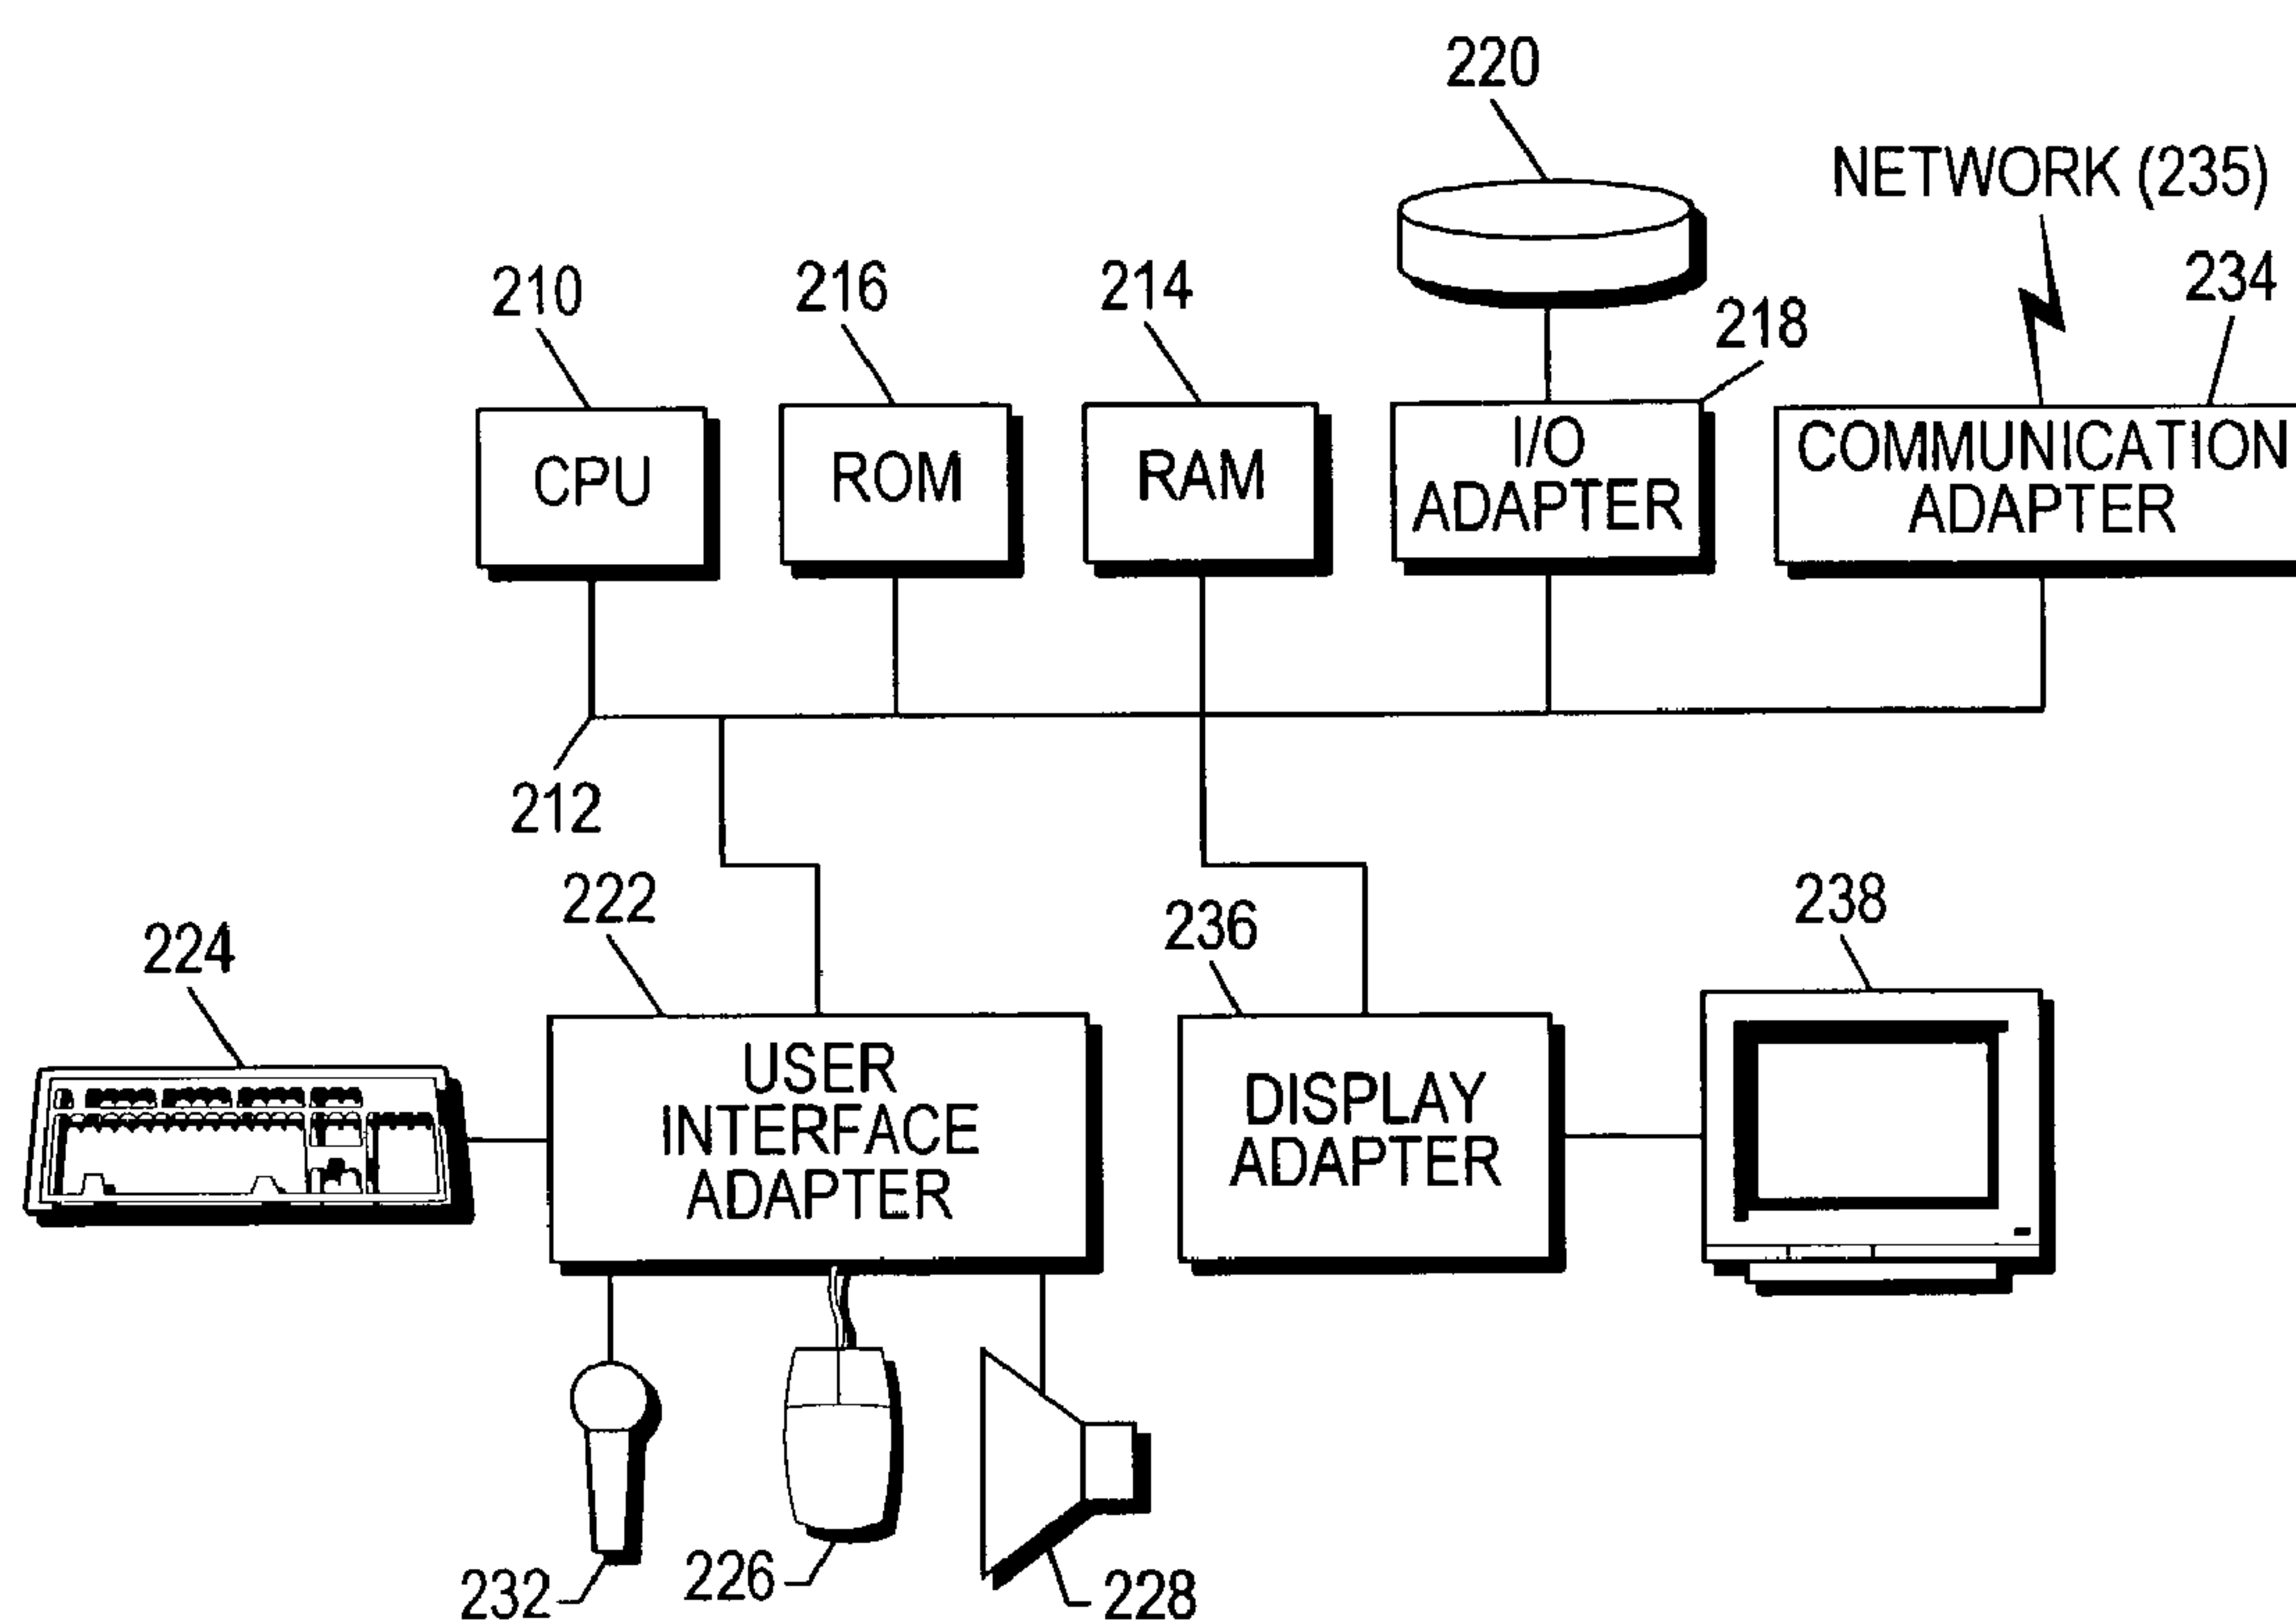 220
NETWORK (235)
210
216
214
218
234
CPU
ROM
RAM
I/O
ADAPTER
COMMUNICATION
ADAPTER
212
222
236
238
224
USER
INTERFACE
ADAPTER
DISPLAY
ADAPTER
232
226
228